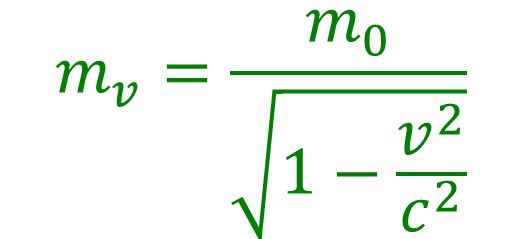 m_v = m_0 / √(1 − v²/c²)